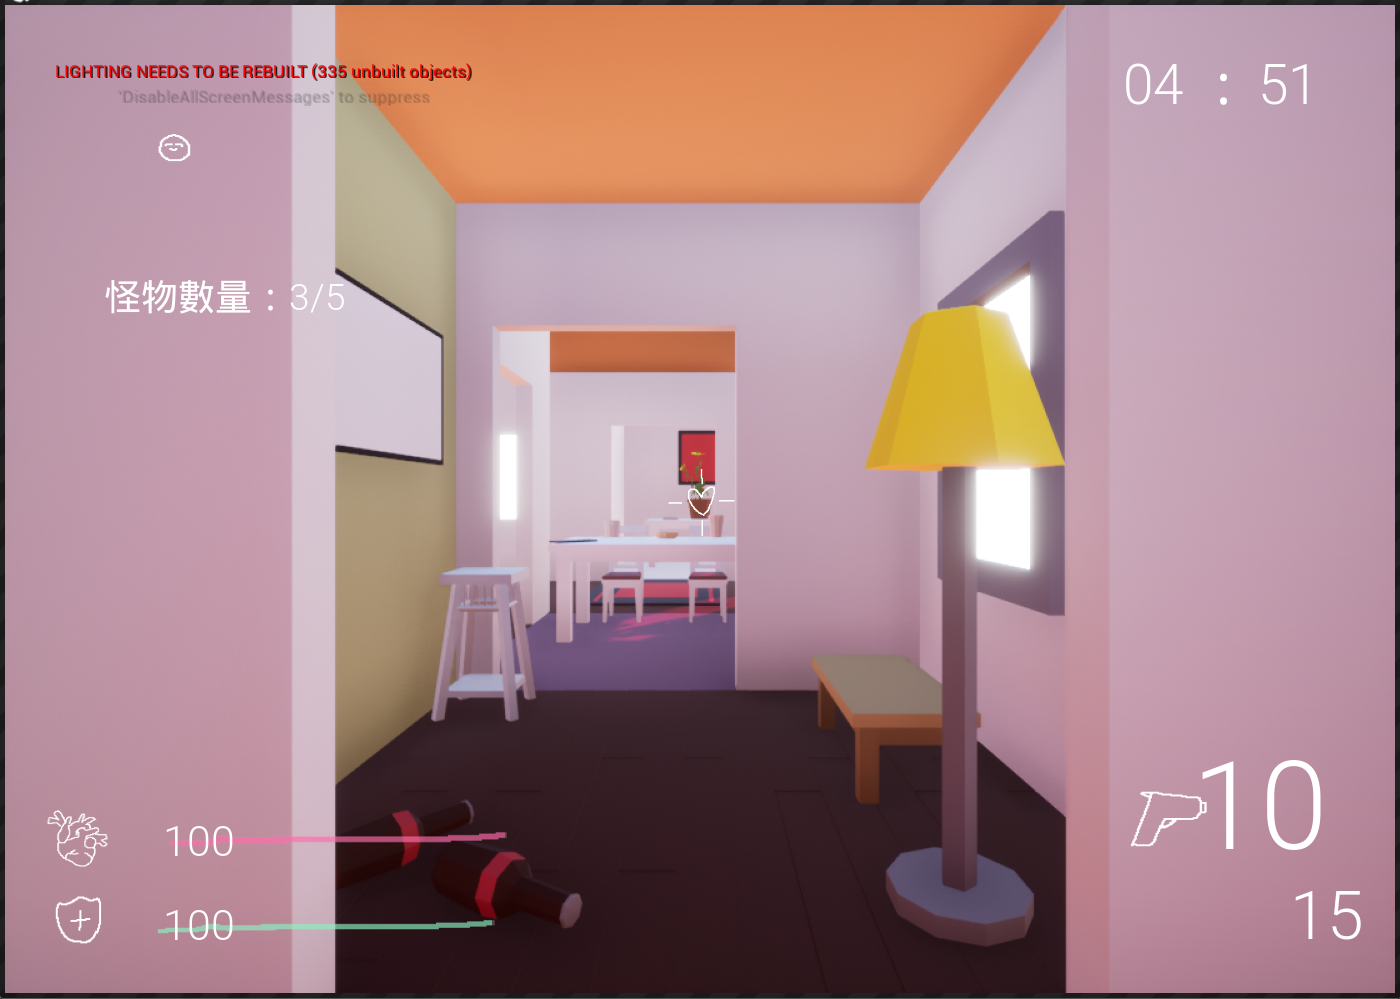 LIGHTING NEEDS TO BE REBUILT (335 unbuilt objects)
'DisableAllScreenMessages' to suppress
04 : 51
怪物數量：3/5
100
100
10
15